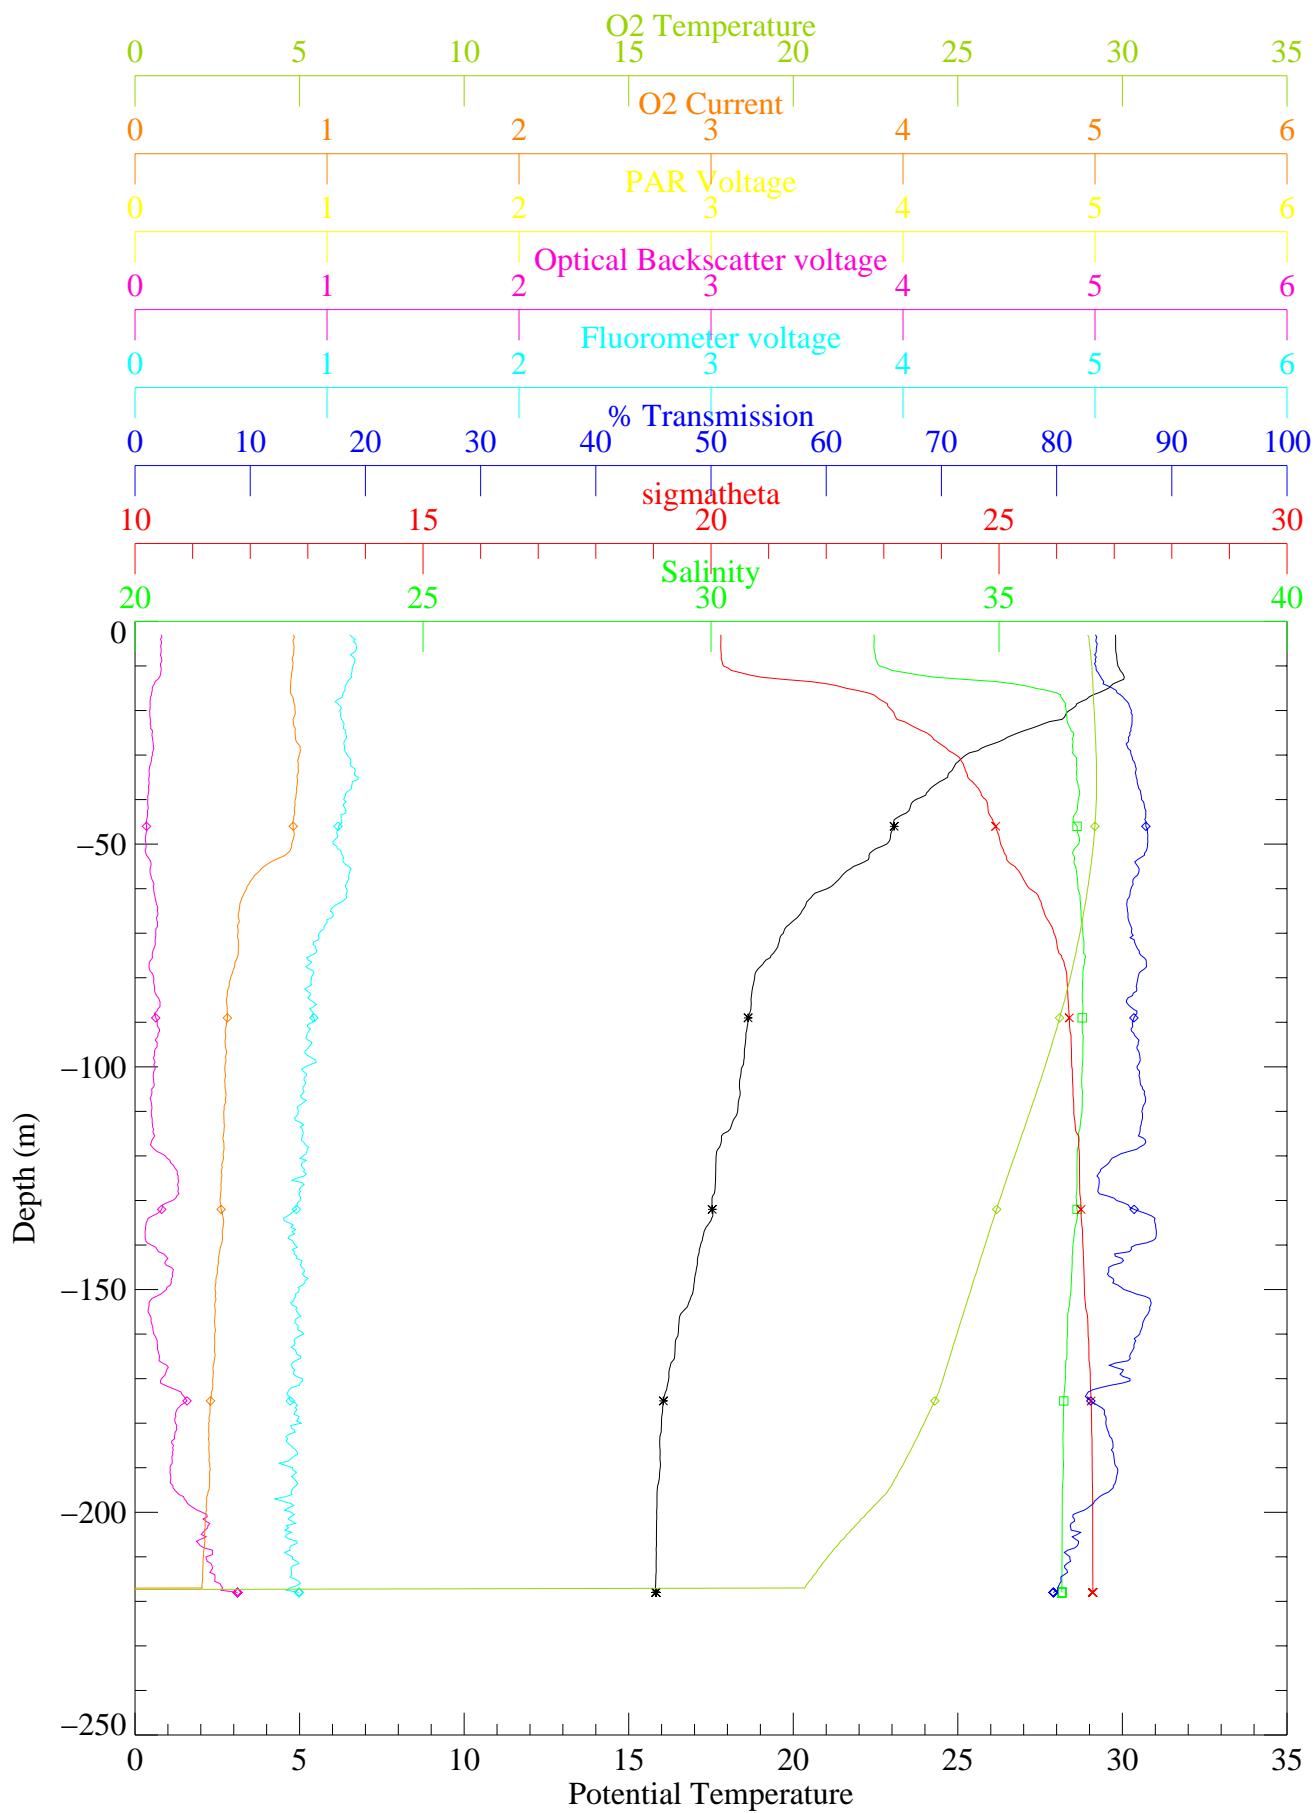 O2 Temperature
0 5 10 15 20 25 30 35
O2 Current
0 1 2 3 4 5 6
PAR Voltage
0 1 2 3 4 5 6
Optical Backscatter voltage
0 1 2 3 4 5 6
Fluorometer voltage
0 1 2 3 4 5 6
% Transmission
0 10 20 30 40 50 60 70 80 90 100
sigmatheta
10 15 20 25 30
Salinity
20 25 30 35 40
0
−50
−100
−150
−200
−250
Depth (m)
0 5 10 15 20 25 30 35
Potential Temperature